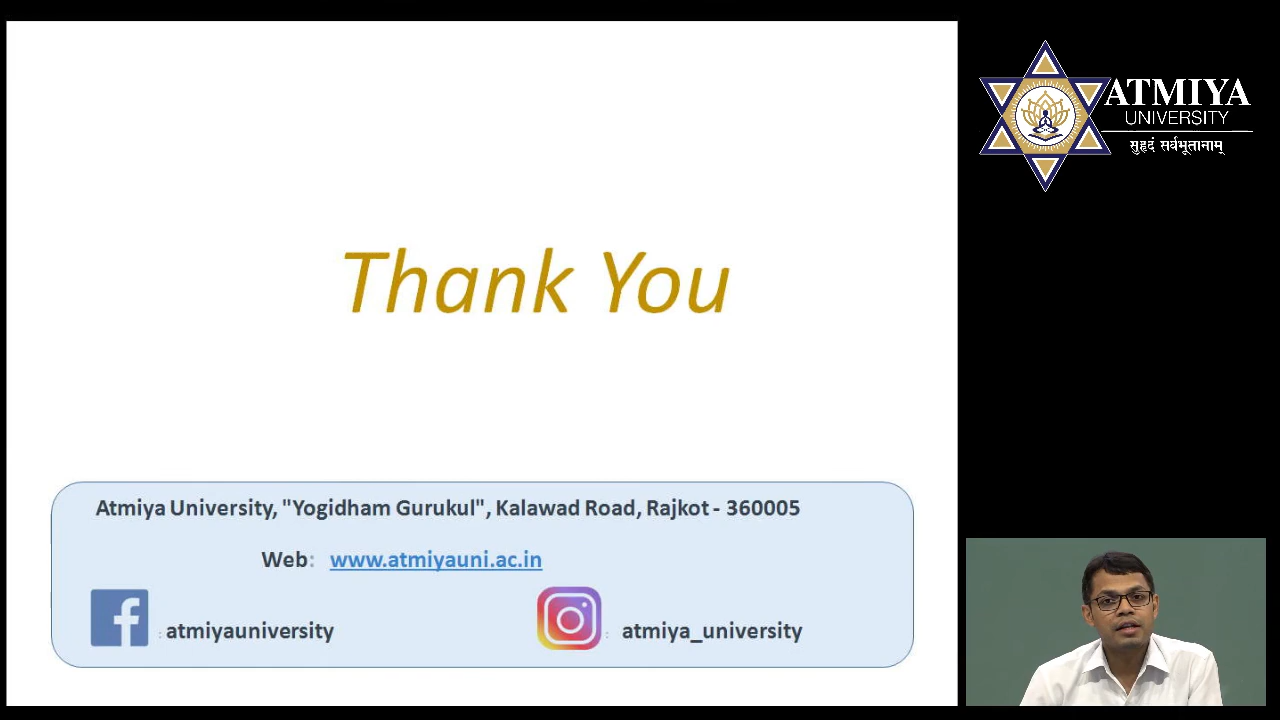 Thank You
Atmiya University, "Yogidham Gurukul", Kalawad Road, Rajkot - 360005
Web: www.atmiyauni.ac.in
: atmiyauniversity
: atmiya_university
ATMIYA
UNIVERSITY
सुहृदं सर्वभूतानाम्